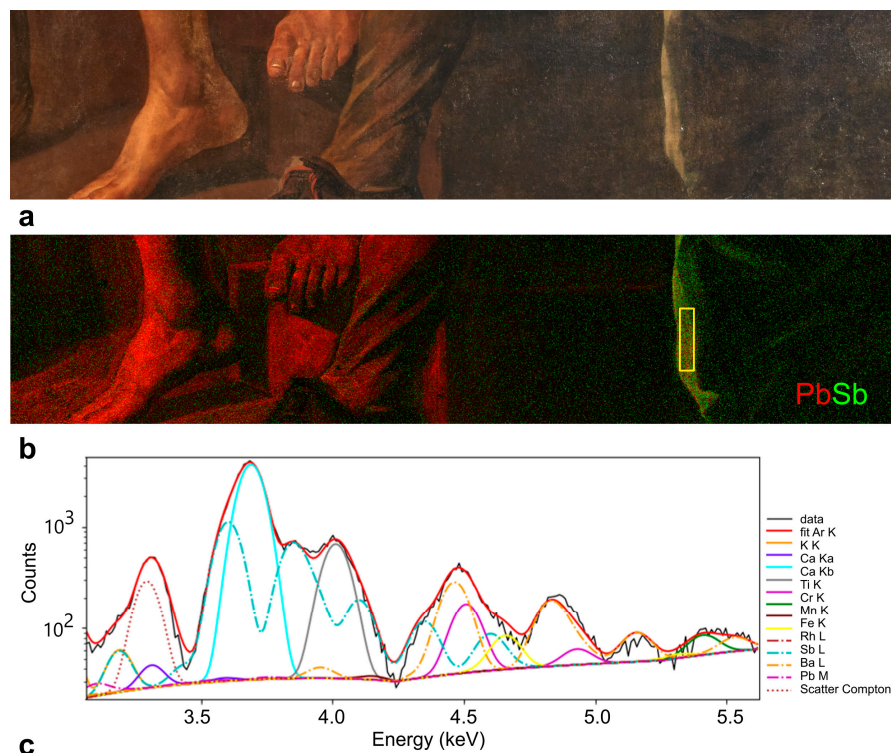 a
PbSb
b
10³
10²
Counts
3.5 4.0 4.5 5.0 5.5
Energy (keV)
data
fit Ar K
K K
Ca Ka
Ca Kb
Ti K
Cr K
Mn K
Fe K
Rh L
Sb L
Ba L
Pb M
Scatter Compton
c